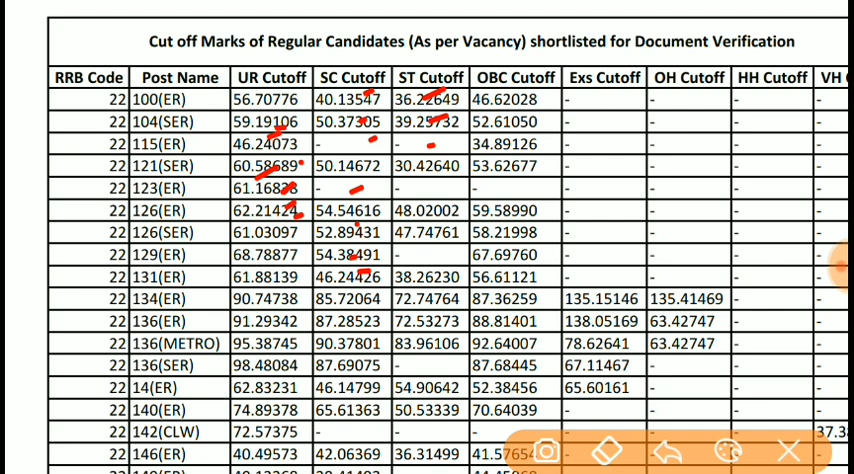 Cut off Marks of Regular Candidates (As per Vacancy) shortlisted for Document Verification
RRB Code Post Name UR Cutoff SC Cutoff ST Cutoff OBC Cutoff Exs Cutoff OH Cutoff HH Cutoff VH
22 100(ER) 56.70776 40.13547 36.22649 46.62028 - - - -
22 104(SER) 59.19106 50.37305 39.25732 52.61050 - - - -
22 115(ER) 46.24073 - - 34.89126 - - - -
22 121(SER) 60.58689 50.14672 30.42640 53.62677 - - - -
22 123(ER) 61.16828 - - - - - - -
22 126(ER) 62.21424 54.54616 48.02002 59.58990 - - - -
22 126(SER) 61.03097 52.89431 47.74761 58.21998 - - - -
22 129(ER) 68.78877 54.38491 - 67.69760 - - - -
22 131(ER) 61.88139 46.24426 38.26230 56.61121 - - - -
22 134(ER) 90.74738 85.72064 72.74764 87.36259 135.15146 135.41469 - -
22 136(ER) 91.29342 87.28523 72.53273 88.81401 138.05169 63.42747 - -
22 136(METRO) 95.38745 90.37801 83.96106 92.64007 78.62641 63.42747 - -
22 136(SER) 98.48084 87.69075 - 87.68445 67.11467 - - -
22 14(ER) 62.83231 46.14799 54.90642 52.38456 65.60161 - - -
22 140(ER) 74.89378 65.61363 50.53339 70.64039 - - - -
22 142(CLW) 72.57375 - - - - - - 37.3
22 146(ER) 40.49573 42.06369 36.31499 41.57654